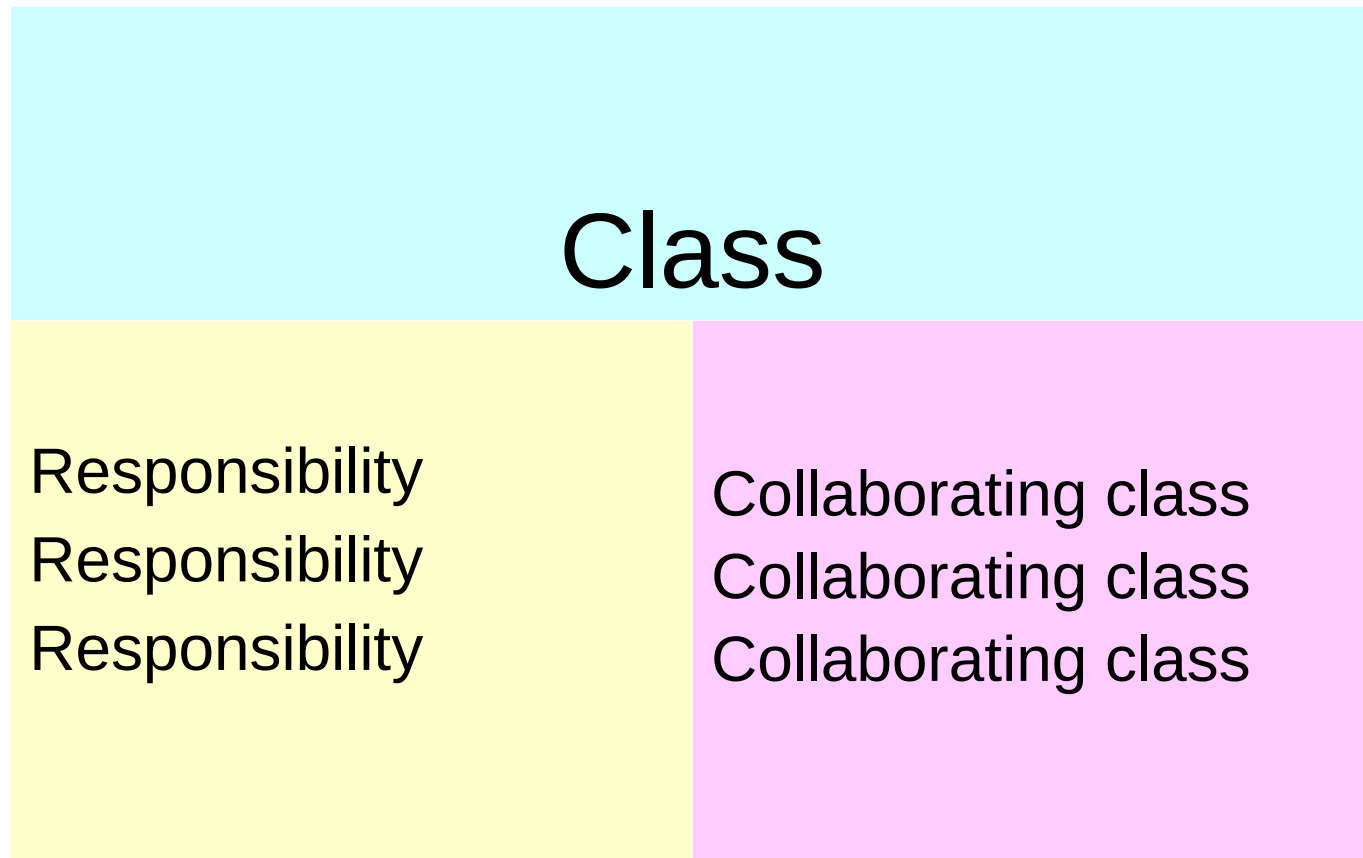 Class
Responsibility
Responsibility
Responsibility
Collaborating class
Collaborating class
Collaborating class